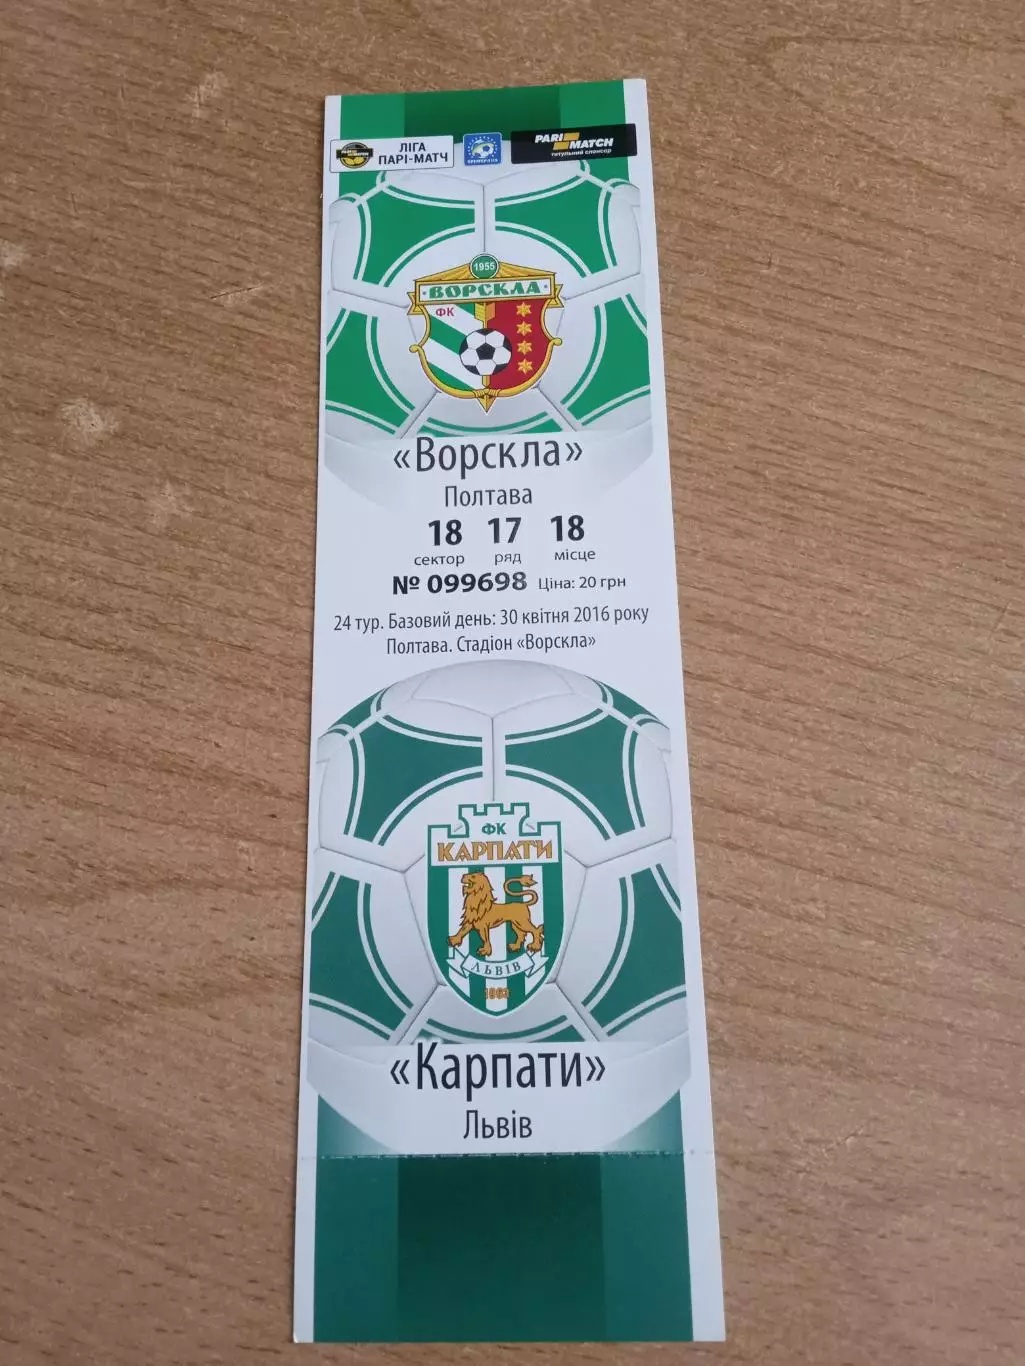 ЛІГА
ПАРІ-МАТЧ
PARI MATCH
титульний спонсор
1955
ВОРСКЛА
ФК
«Ворскла»
Полтава
18 17 18
сектор ряд місце
№ 099698 Ціна: 20 грн
24 тур. Базовий день: 30 квітня 2016 року
Полтава. Стадіон «Ворскла»
ФК
КАРПАТИ
ЛЬВІВ
1963
«Карпати»
Львів